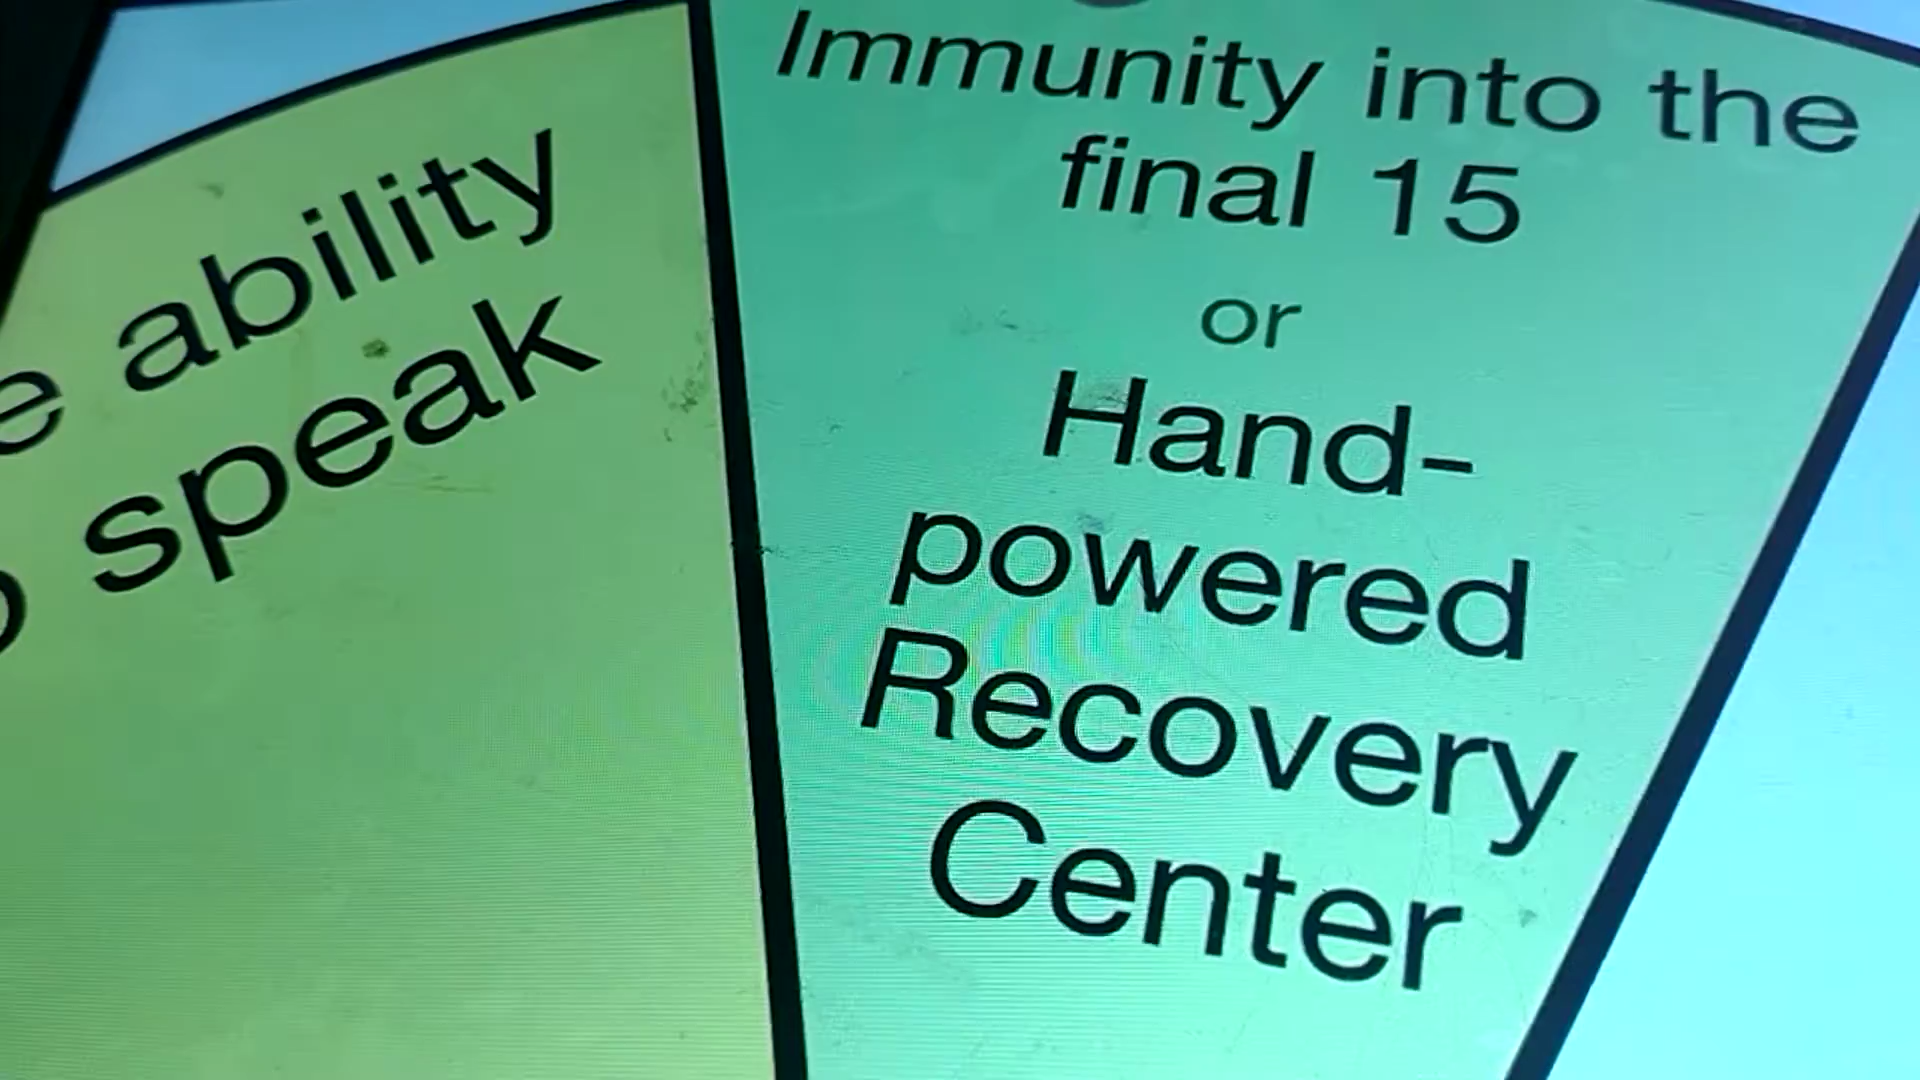 ability
speak
Immunity into the
final 15
or
Hand-
powered
Recovery
Center